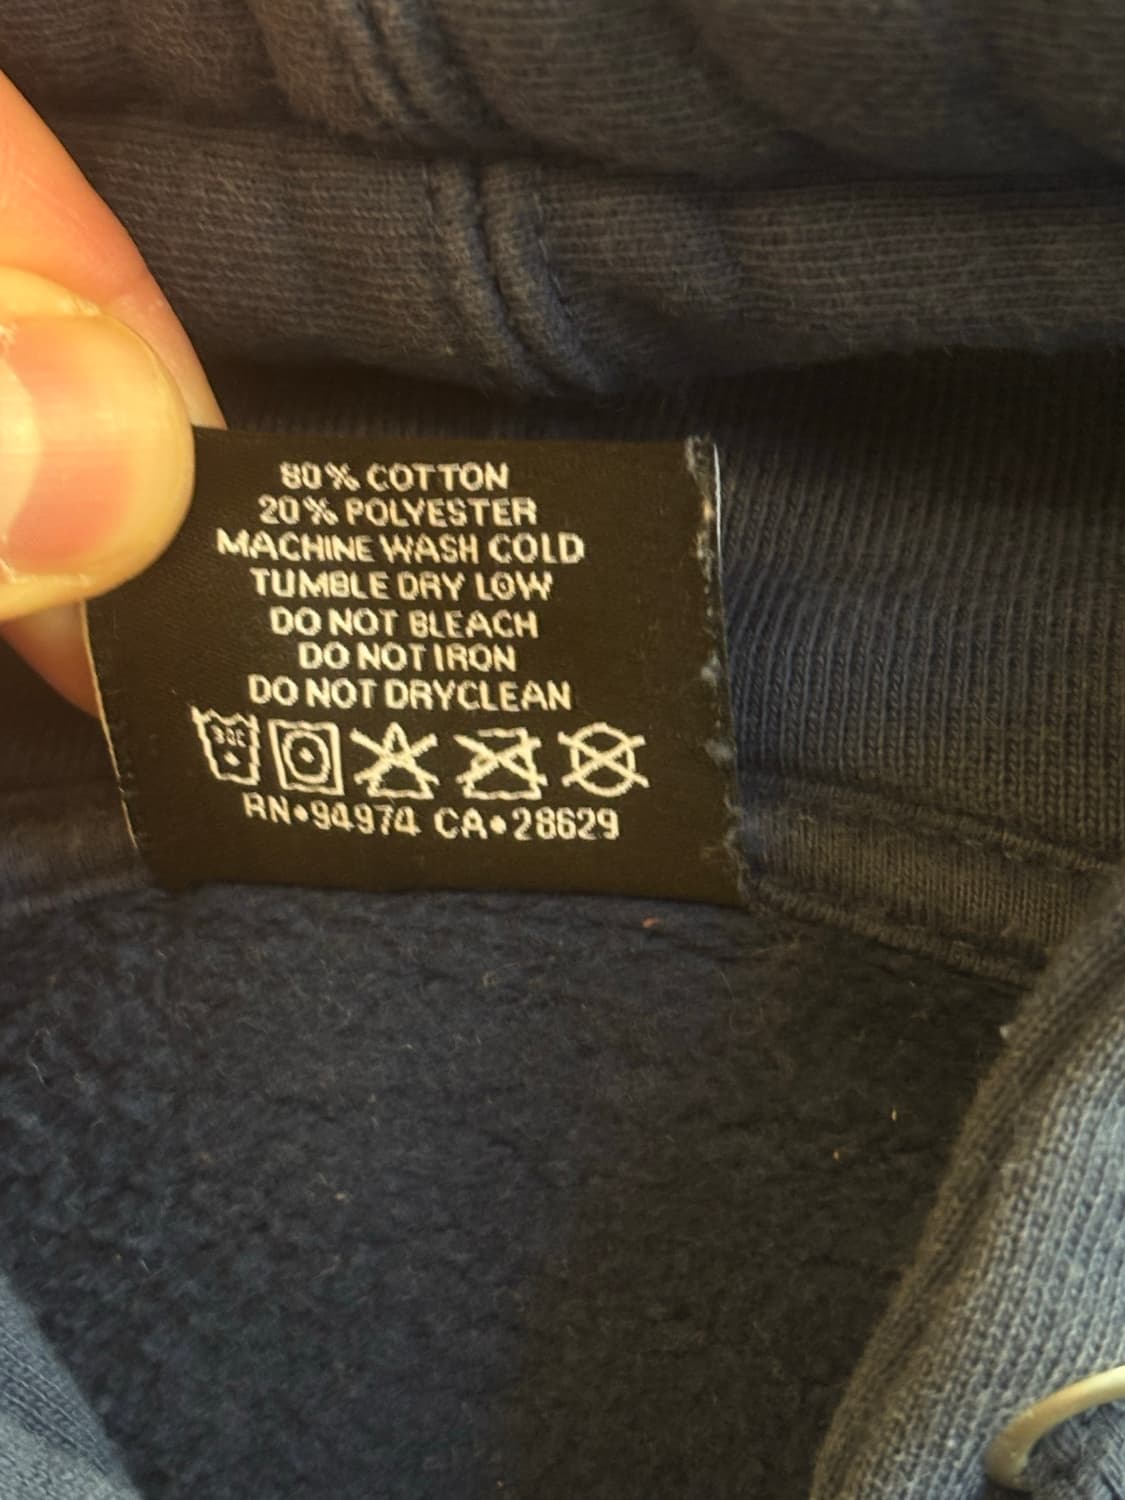 80% COTTON
20% POLYESTER
MACHINE WASH COLD
TUMBLE DRY LOW
DO NOT BLEACH
DO NOT IRON
DO NOT DRYCLEAN
30C
RN•94974 CA•28629